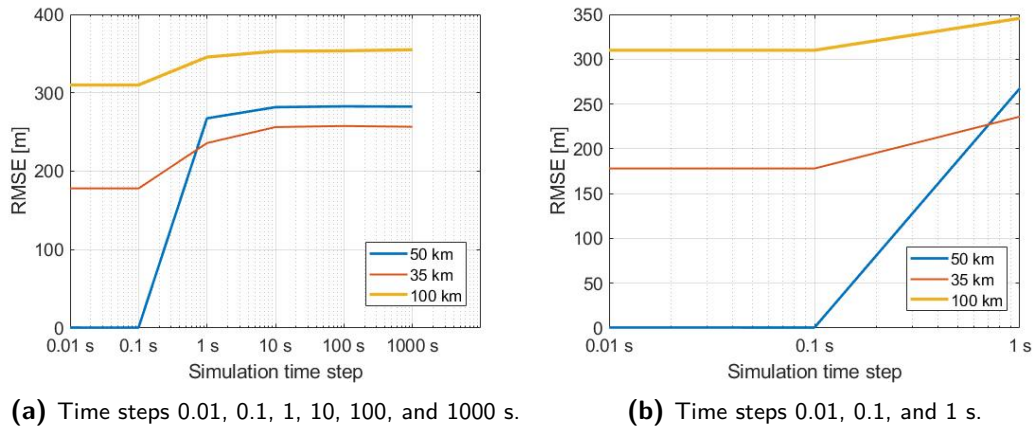 400
300
200
100
0
RMSE [m]
0.01 s 0.1 s 1 s 10 s 100 s 1000 s
Simulation time step
50 km
35 km
100 km
(a) Time steps 0.01, 0.1, 1, 10, 100, and 1000 s.
350
300
250
200
150
100
50
0
RMSE [m]
0.01 s 0.1 s 1 s
Simulation time step
50 km
35 km
100 km
(b) Time steps 0.01, 0.1, and 1 s.